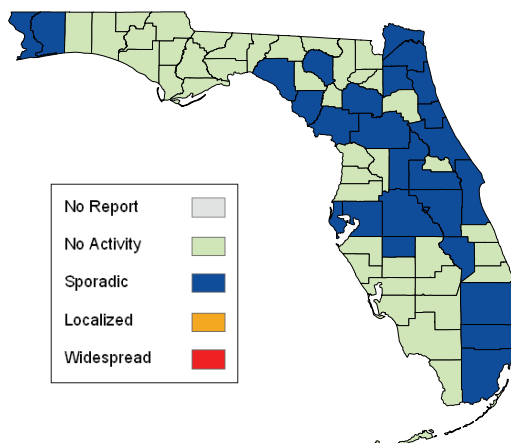 No Report
No Activity
Sporadic
Localized
Widespread